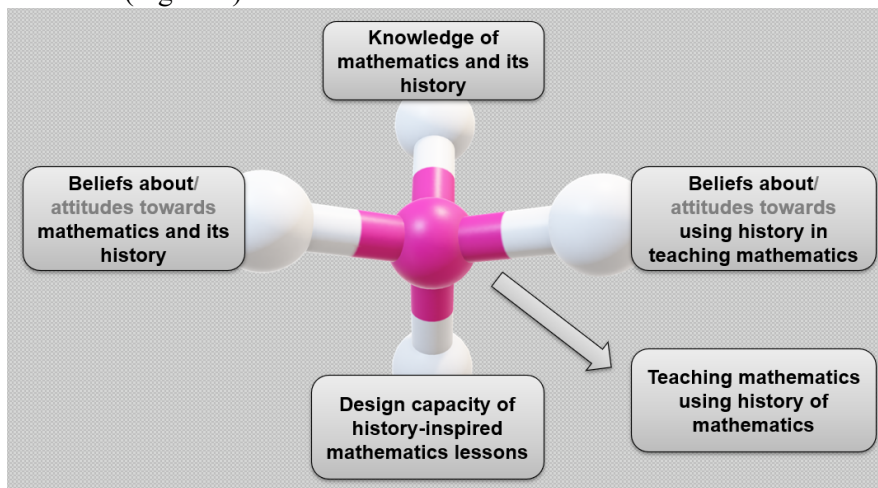 Knowledge of
mathematics and its
history
Beliefs about/
attitudes towards
mathematics and its
history
Beliefs about/
attitudes towards
using history in
teaching mathematics
Design capacity of
history-inspired
mathematics lessons
Teaching mathematics
using history of
mathematics